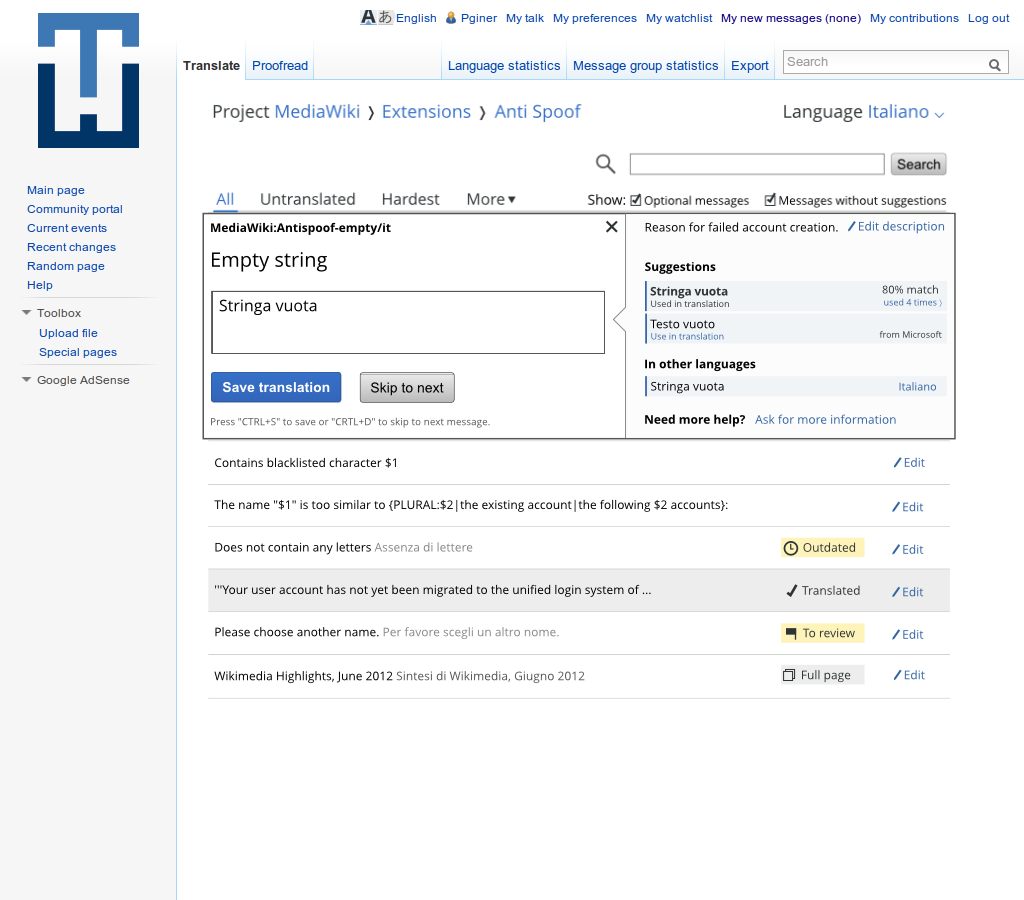 Aあ English Pginer My talk My preferences My watchlist My new messages (none) My contributions Log out
Translate Proofread Language statistics Message group statistics Export Search
Project MediaWiki ❯ Extensions ❯ Anti Spoof Language Italiano
Search
Main page
Community portal
Current events
Recent changes
Random page
Help
Toolbox
Upload file
Special pages
Google AdSense
All Untranslated Hardest More ▾ Show: Optional messages Messages without suggestions
MediaWiki:Antispoof-empty/it
Empty string
Stringa vuota
Save translation Skip to next
Press "CTRL+S" to save or "CRTL+D" to skip to next message.
Reason for failed account creation. Edit description
Suggestions
Stringa vuota 80% match
Used in translation used 4 times 〉
Testo vuoto
Use in translation from Microsoft
In other languages
Stringa vuota Italiano
Need more help? Ask for more information
Contains blacklisted character $1 Edit
The name "$1" is too similar to {PLURAL:$2|the existing account|the following $2 accounts}: Edit
Does not contain any letters Assenza di lettere Outdated Edit
'''Your user account has not yet been migrated to the unified login system of ... Translated Edit
Please choose another name. Per favore scegli un altro nome. To review Edit
Wikimedia Highlights, June 2012 Sintesi di Wikimedia, Giugno 2012 Full page Edit